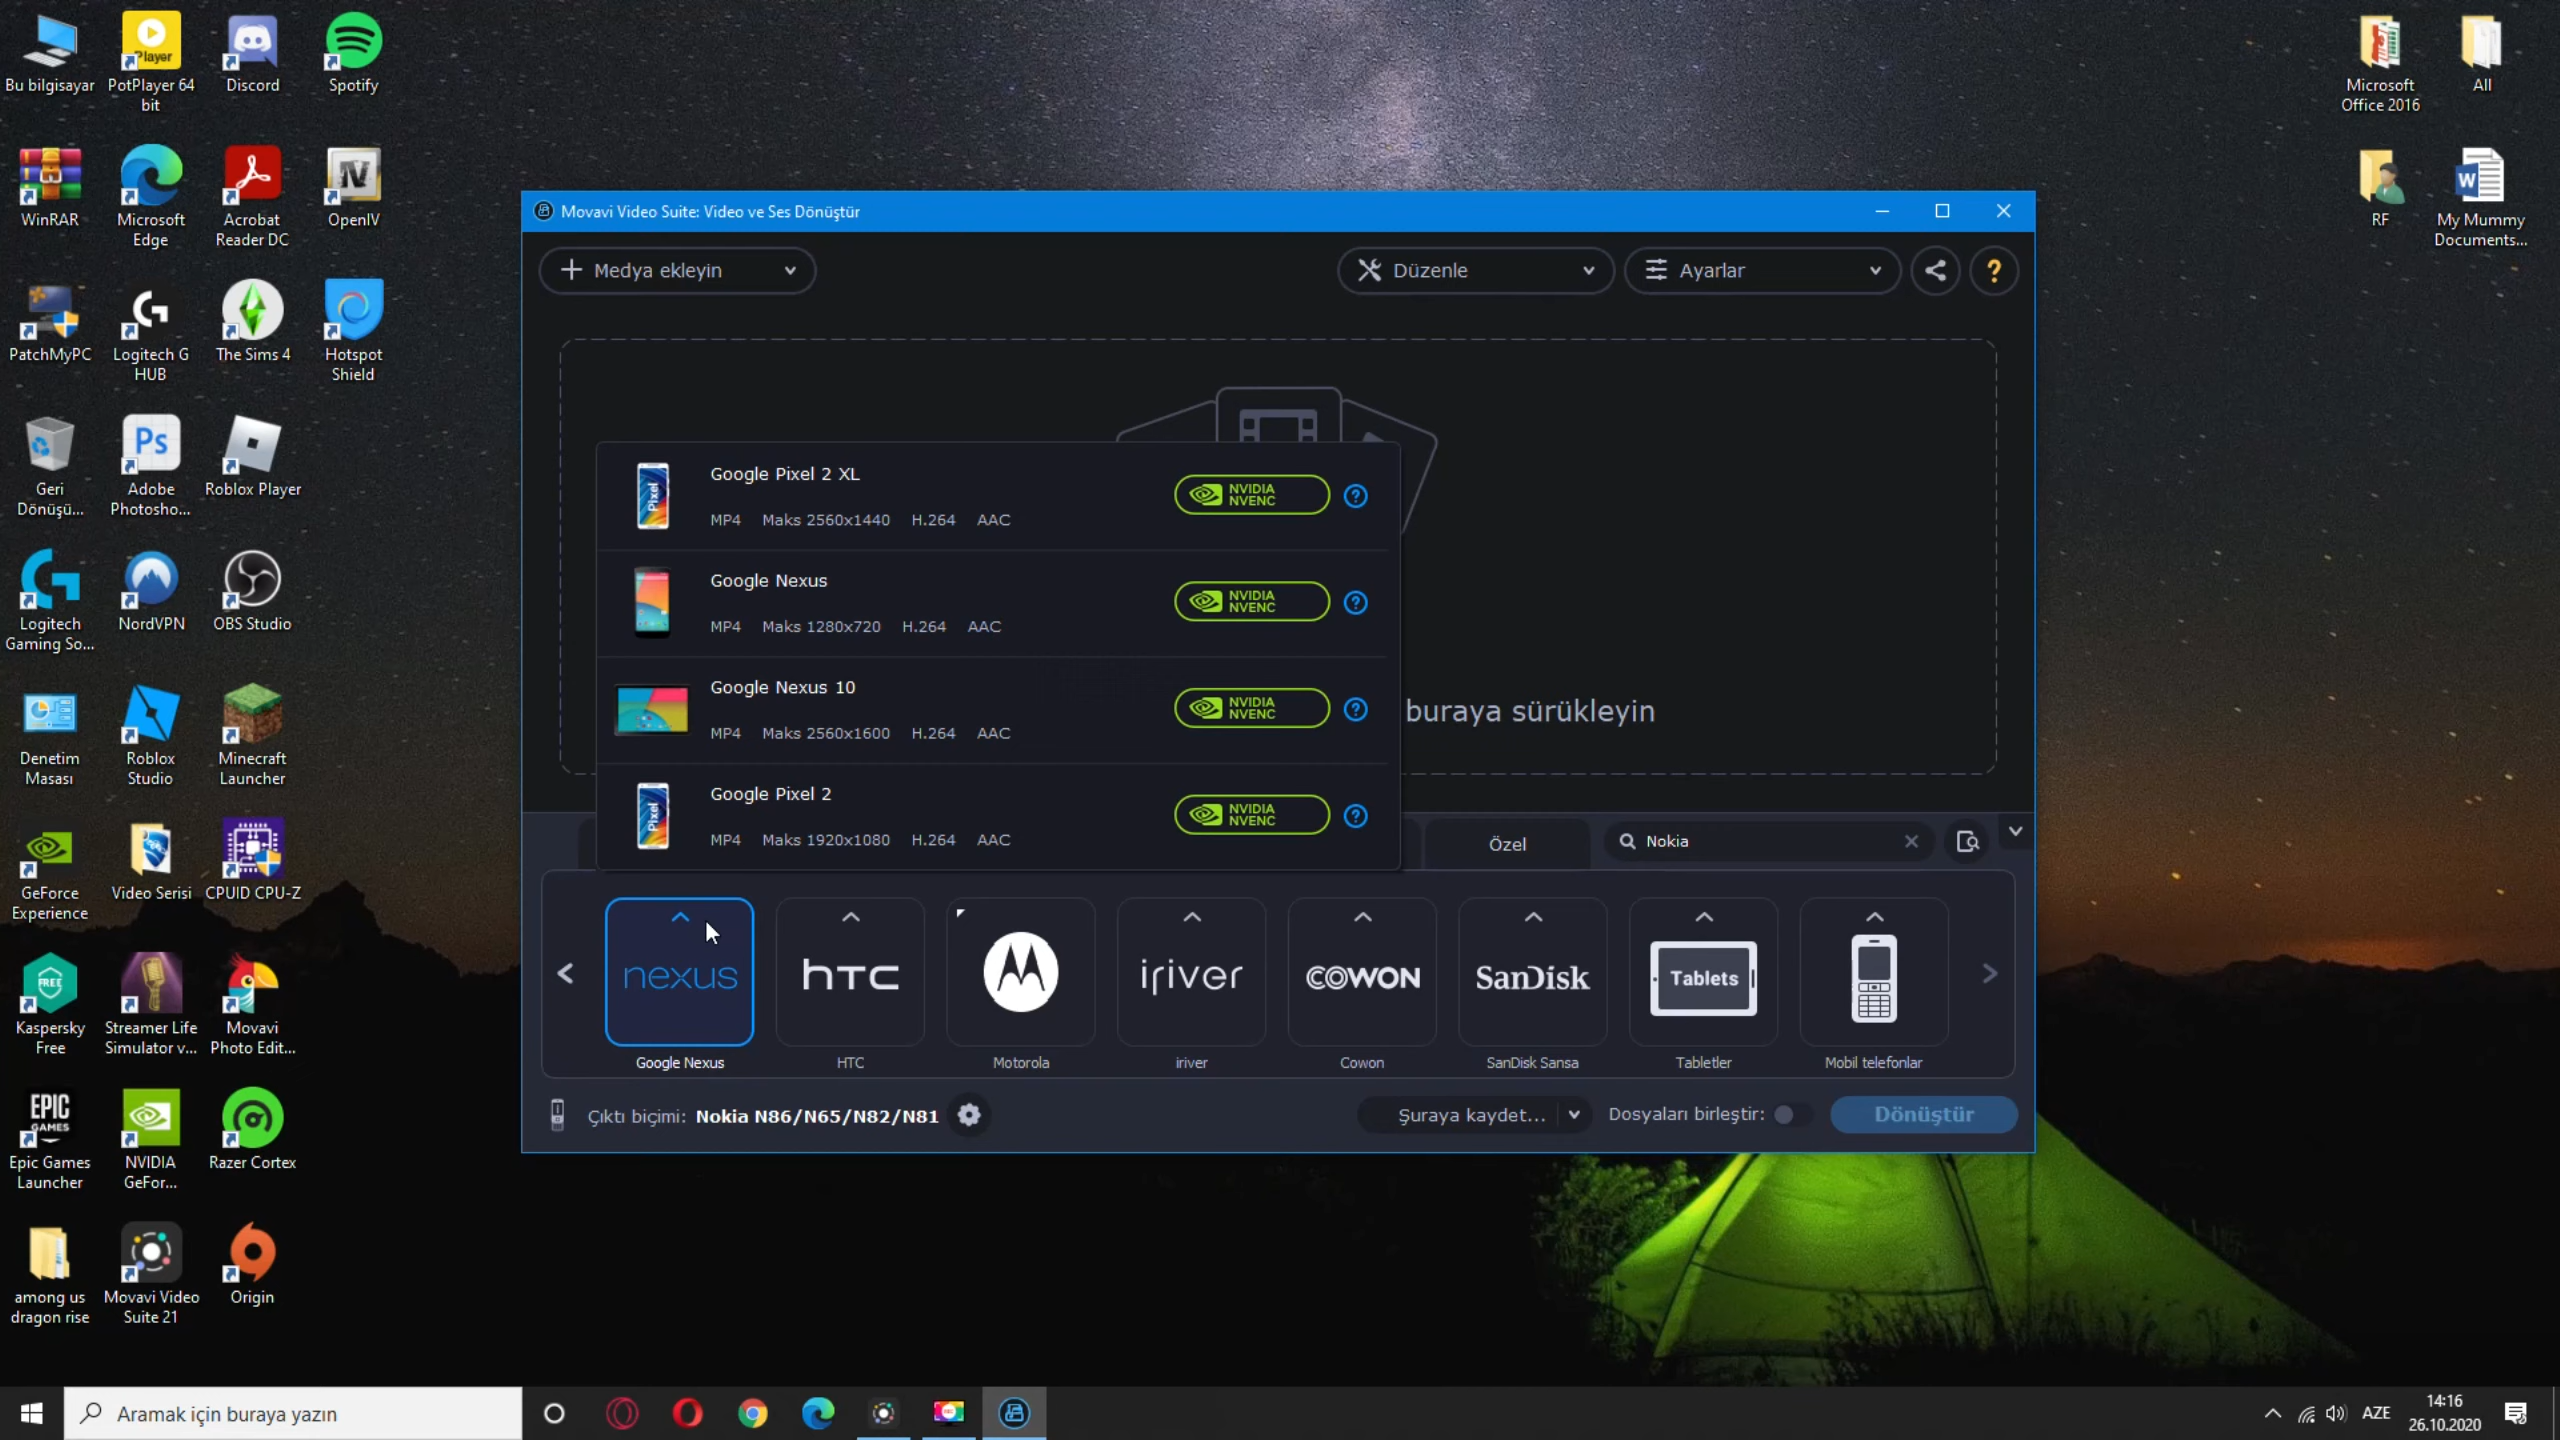 Bu bilgisayar
PotPlayer 64
bit
Discord
Spotify
Microsoft
Office 2016
All
WinRAR
Microsoft
Edge
Acrobat
Reader DC
OpenIV
RF
My Mummy
Documents...
PatchMyPC
Logitech G
HUB
The Sims 4
Hotspot
Shield
Geri
Dönüşü...
Adobe
Photosho...
Roblox Player
Logitech
Gaming So...
NordVPN
OBS Studio
Denetim
Masası
Roblox
Studio
Minecraft
Launcher
GeForce
Experience
Video Serisi
CPUID CPU-Z
Kaspersky
Free
Streamer Life
Simulator v...
Movavi
Photo Edit...
Epic Games
Launcher
NVIDIA
GeFor...
Razer Cortex
among us
dragon rise
Movavi Video
Suite 21
Origin
Player
Ps
FREE
EPIC
GAMES
Movavi Video Suite: Video ve Ses Dönüştür
Medya ekleyin
Düzenle
Ayarlar
?
Google Pixel 2 XL
MP4 Maks 2560x1440 H.264 AAC
NVIDIA
NVENC
?
Google Nexus
MP4 Maks 1280x720 H.264 AAC
NVIDIA
NVENC
?
Google Nexus 10
MP4 Maks 2560x1600 H.264 AAC
NVIDIA
NVENC
?
buraya sürükleyin
Google Pixel 2
MP4 Maks 1920x1080 H.264 AAC
NVIDIA
NVENC
?
Pixel
Pixel
Özel
Nokia
nexus
hTC
iriver
COWON
SanDisk
Tablets
Google Nexus
HTC
Motorola
iriver
Cowon
SanDisk Sansa
Tabletler
Mobil telefonlar
Çıktı biçimi: Nokia N86/N65/N82/N81
Şuraya kaydet...
Dosyaları birleştir:
Dönüştür
Aramak için buraya yazın
AZE
14:16
26.10.2020